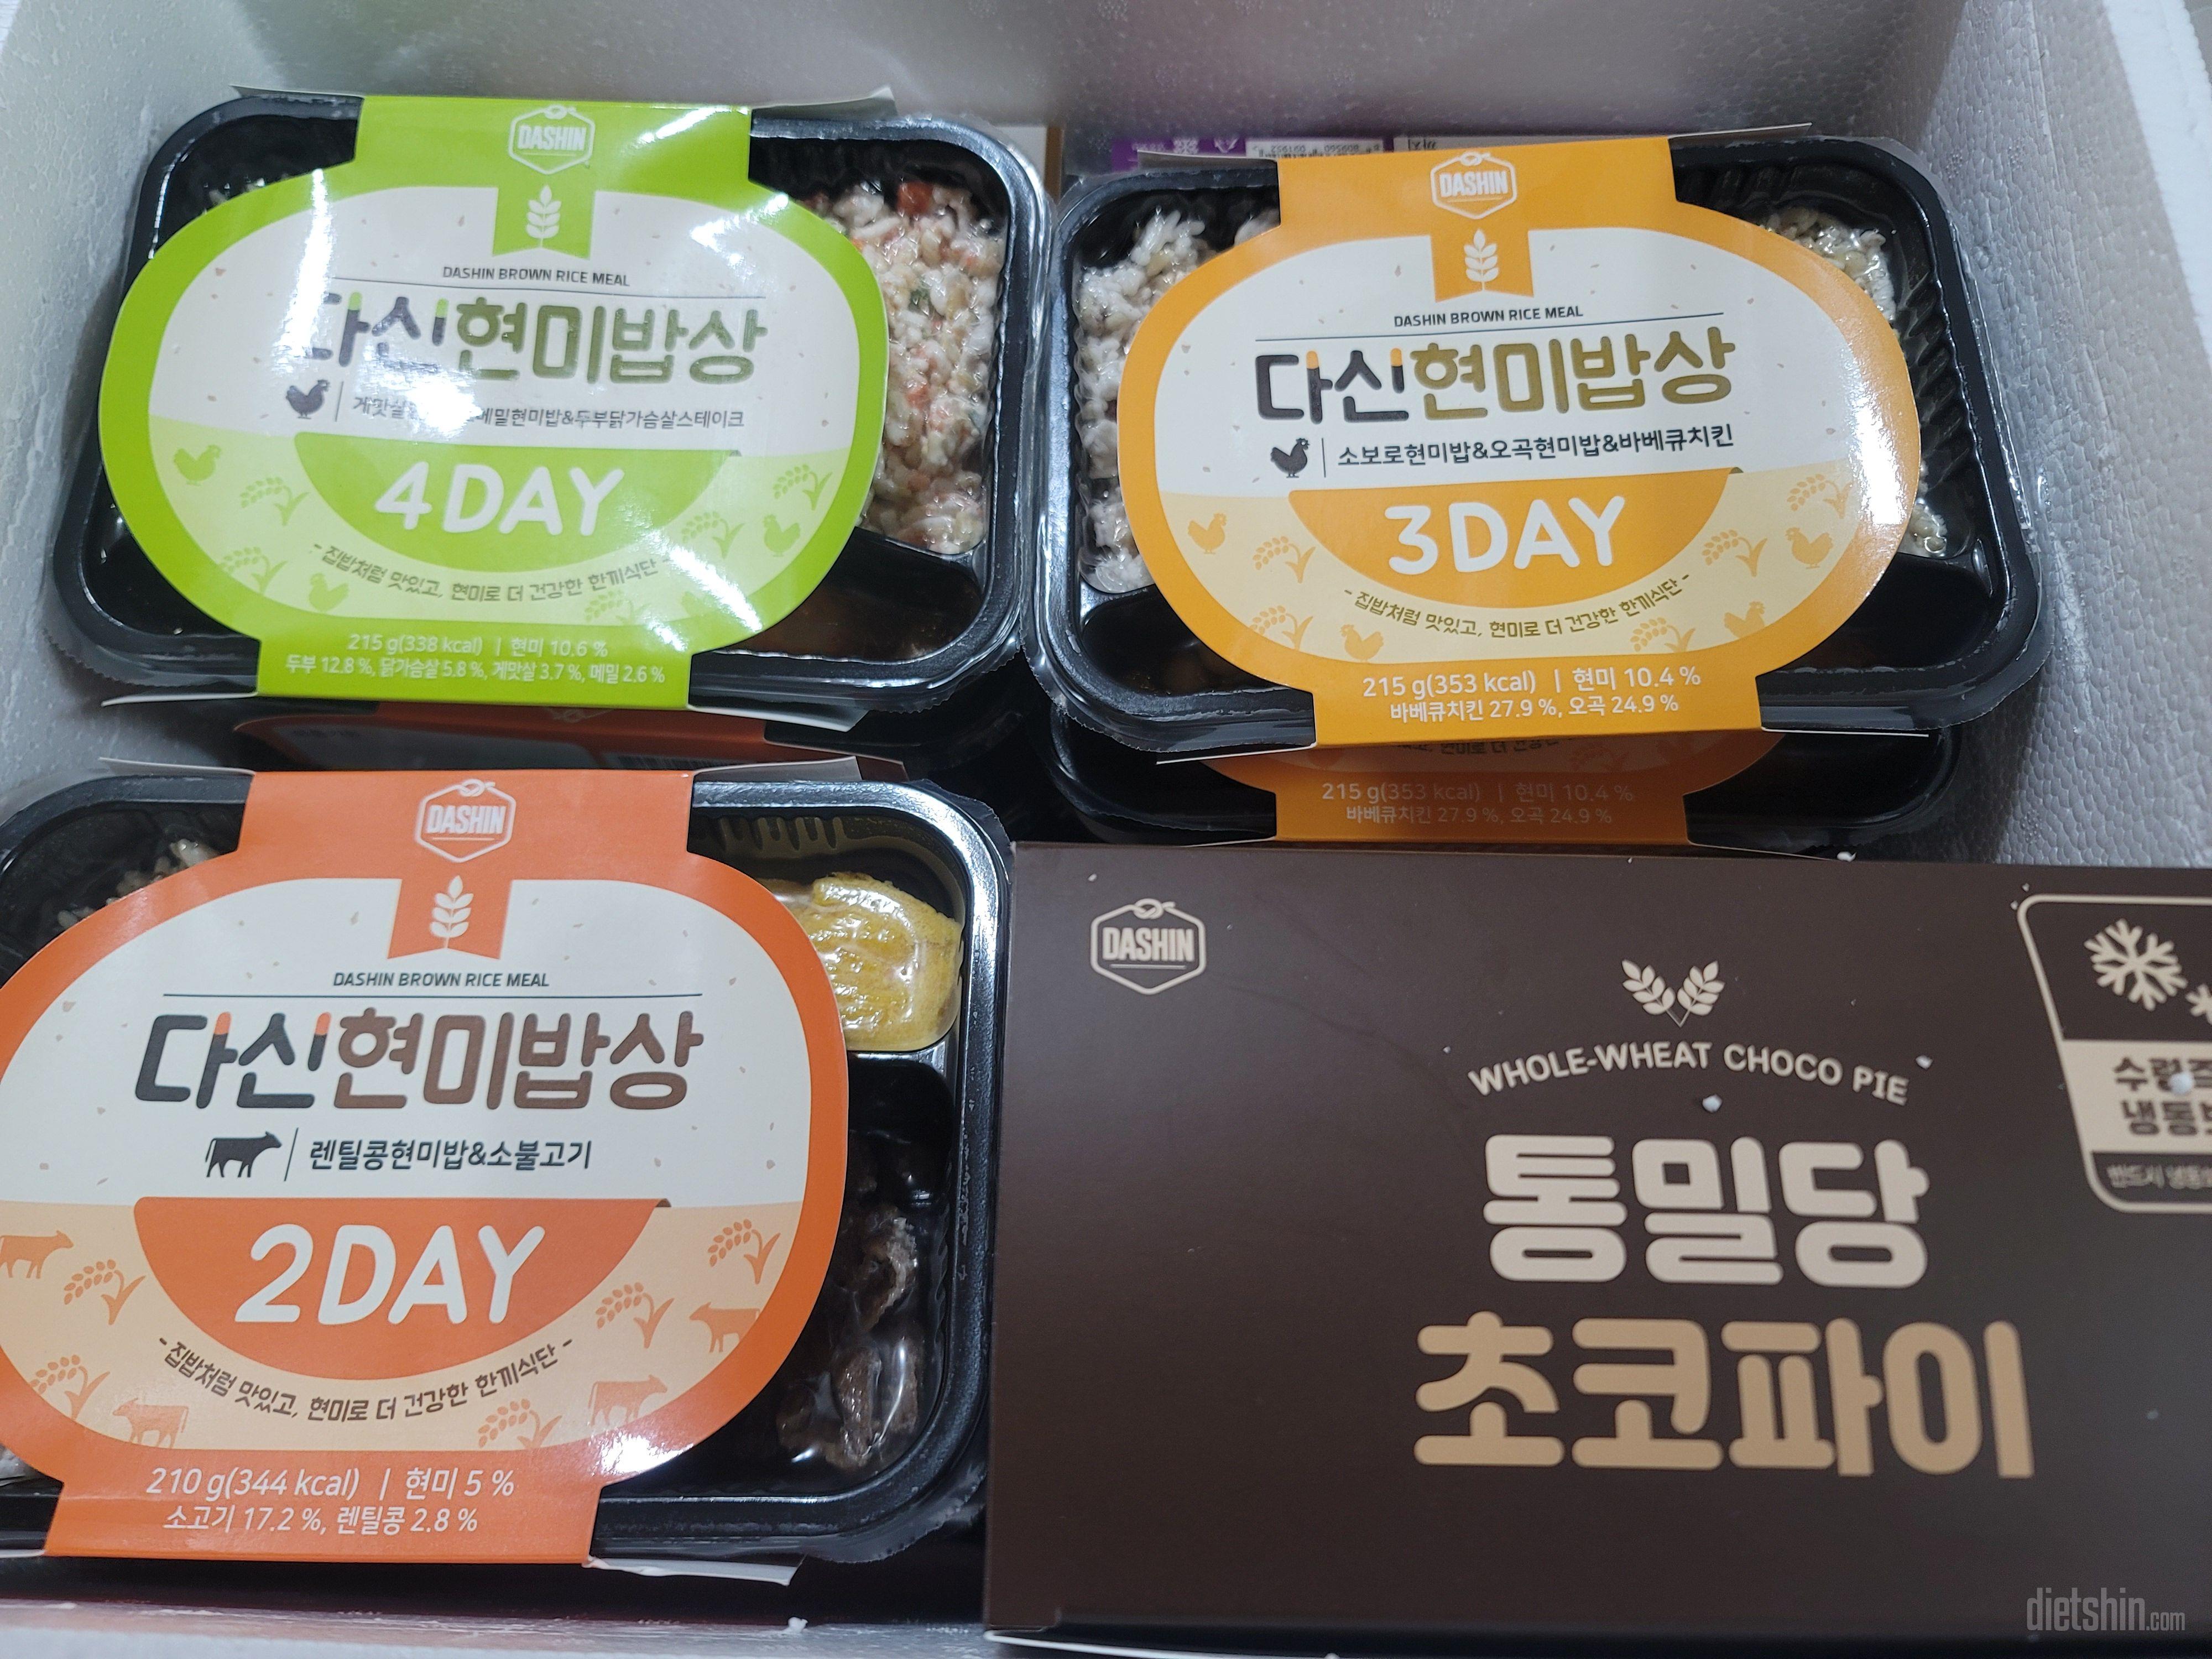 DASHIN
DASHIN BROWN RICE MEAL
다신현미밥상
게맛살
메밀현미밥&두부닭가슴살스테이크
4DAY
- 집밥처럼 맛있고, 현미로 더 건강한 한끼식단 -
215 g(338 kcal) | 현미 10.6 %
두부 12.8 %, 닭가슴살 5.8 %, 게맛살 3.7 %, 메밀 2.6 %
DASHIN
DASHIN BROWN RICE MEAL
다신현미밥상
소보로현미밥&오곡현미밥&바베큐치킨
3DAY
- 집밥처럼 맛있고, 현미로 더 건강한 한끼식단 -
215 g(353 kcal) | 현미 10.4 %
바베큐치킨 27.9 %, 오곡 24.9 %
215 g(353 kcal) | 현미 10.4 %
바베큐치킨 27.9 %, 오곡 24.9 %
DASHIN
DASHIN BROWN RICE MEAL
다신현미밥상
렌틸콩현미밥&소불고기
2DAY
- 집밥처럼 맛있고, 현미로 더 건강한 한끼식단 -
210 g(344 kcal) | 현미 5 %
소고기 17.2 %, 렌틸콩 2.8 %
DASHIN
WHOLE-WHEAT CHOCO PIE
통밀당
초코파이
수령
냉동
반드시
dietshin.com